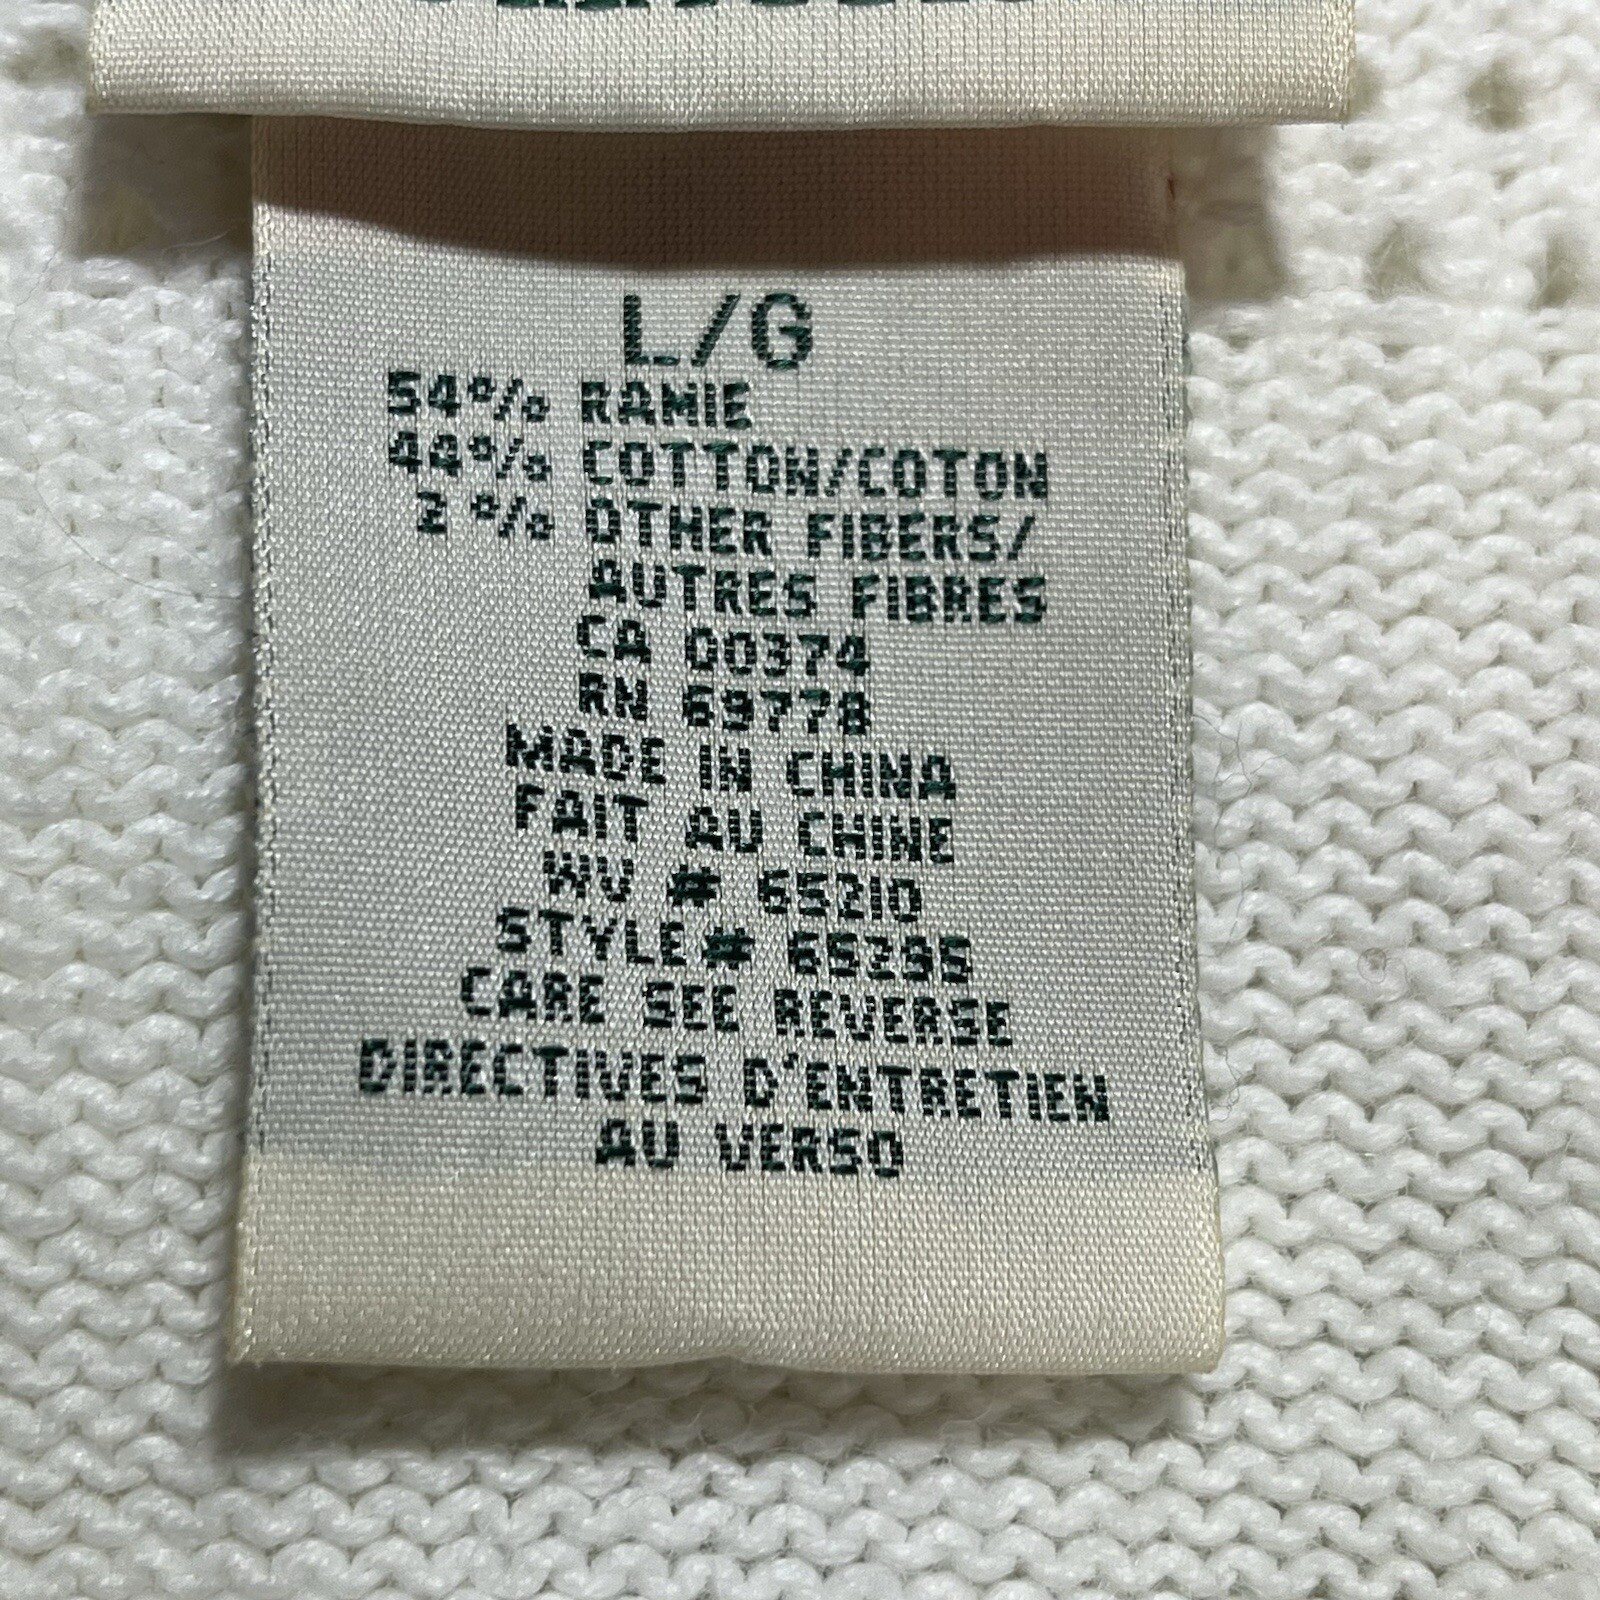 L/G
54% RAMIE
44% COTTON/COTON
2% OTHER FIBERS/
AUTRES FIBRES
CA 00374
RN 69778
MADE IN CHINA
FAIT AU CHINE
WV # 65210
STYLE# 65295
CARE SEE REVERSE
DIRECTIVES D'ENTRETIEN
AU VERSO